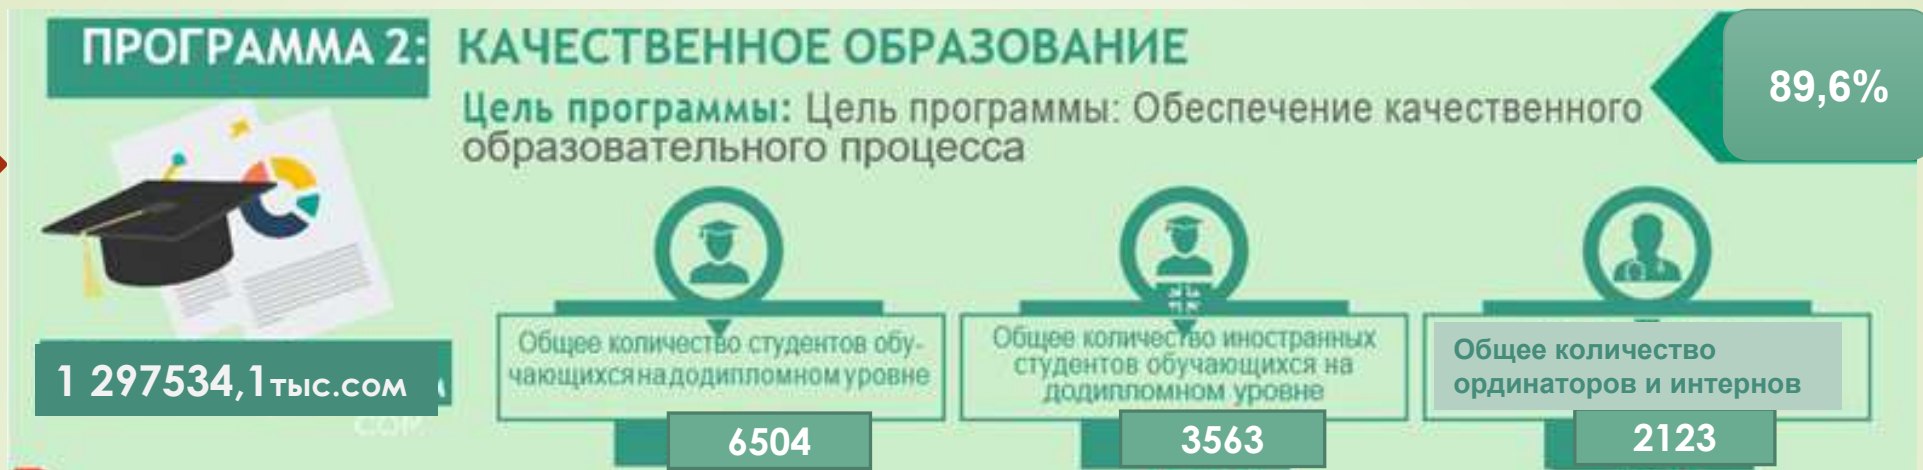 ПРОГРАММА 2: КАЧЕСТВЕННОЕ ОБРАЗОВАНИЕ
89,6%
Цель программы: Цель программы: Обеспечение качественного
образовательного процесса
1 297534,1тыс.сом
СОМ
Общее количество студентов обу-
чающихся на додипломном уровне
6504
Общее количество иностранных
студентов обучающихся на
додипломном уровне
3563
Общее количество
ординаторов и интернов
2123